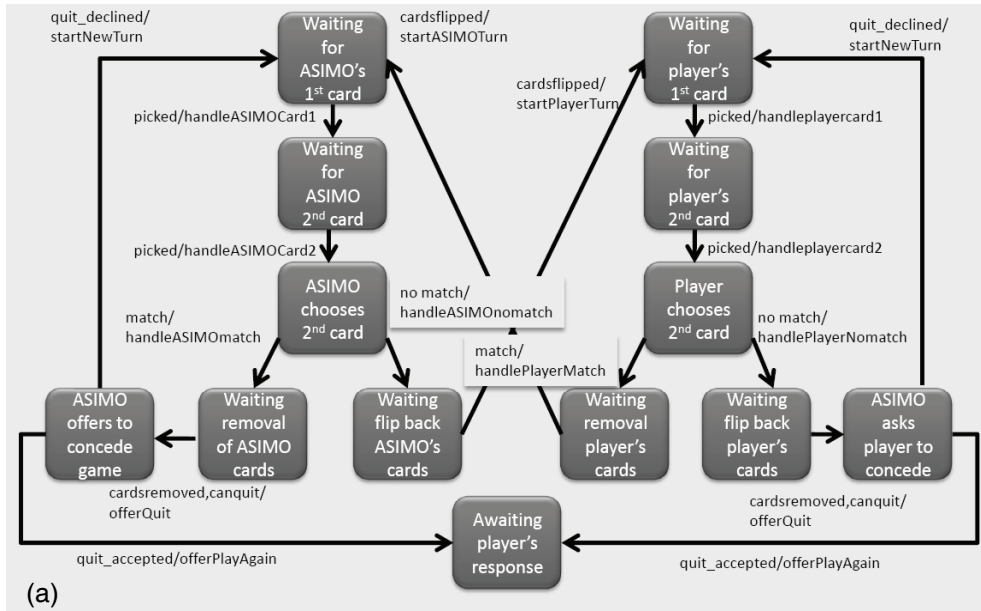 quit_declined/
startNewTurn
Waiting
for
ASIMO's
1st card
cardsflipped/
startASIMOTurn
cardsflipped/
startPlayerTurn
Waiting
for
player's
1st card
quit_declined/
startNewTurn
picked/handleASIMOCard1
picked/handleplayercard1
Waiting
for
ASIMO
2nd card
Waiting
for
player's
2nd card
picked/handleASIMOCard2
picked/handleplayercard2
ASIMO
chooses
2nd card
match/
handleASIMOmatch
no match/
handleASIMOnomatch
match/
handlePlayerMatch
Player
chooses
2nd card
no match/
handlePlayerNomatch
ASIMO
offers to
concede
game
Waiting
removal
of ASIMO
cards
Waiting
flip back
ASIMO's
cards
Waiting
removal
player's
cards
Waiting
flip back
player's
cards
ASIMO
asks
player to
concede
cardsremoved,canquit/
offerQuit
cardsremoved,canquit/
offerQuit
Awaiting
player's
response
quit_accepted/offerPlayAgain
quit_accepted/offerPlayAgain
(a)